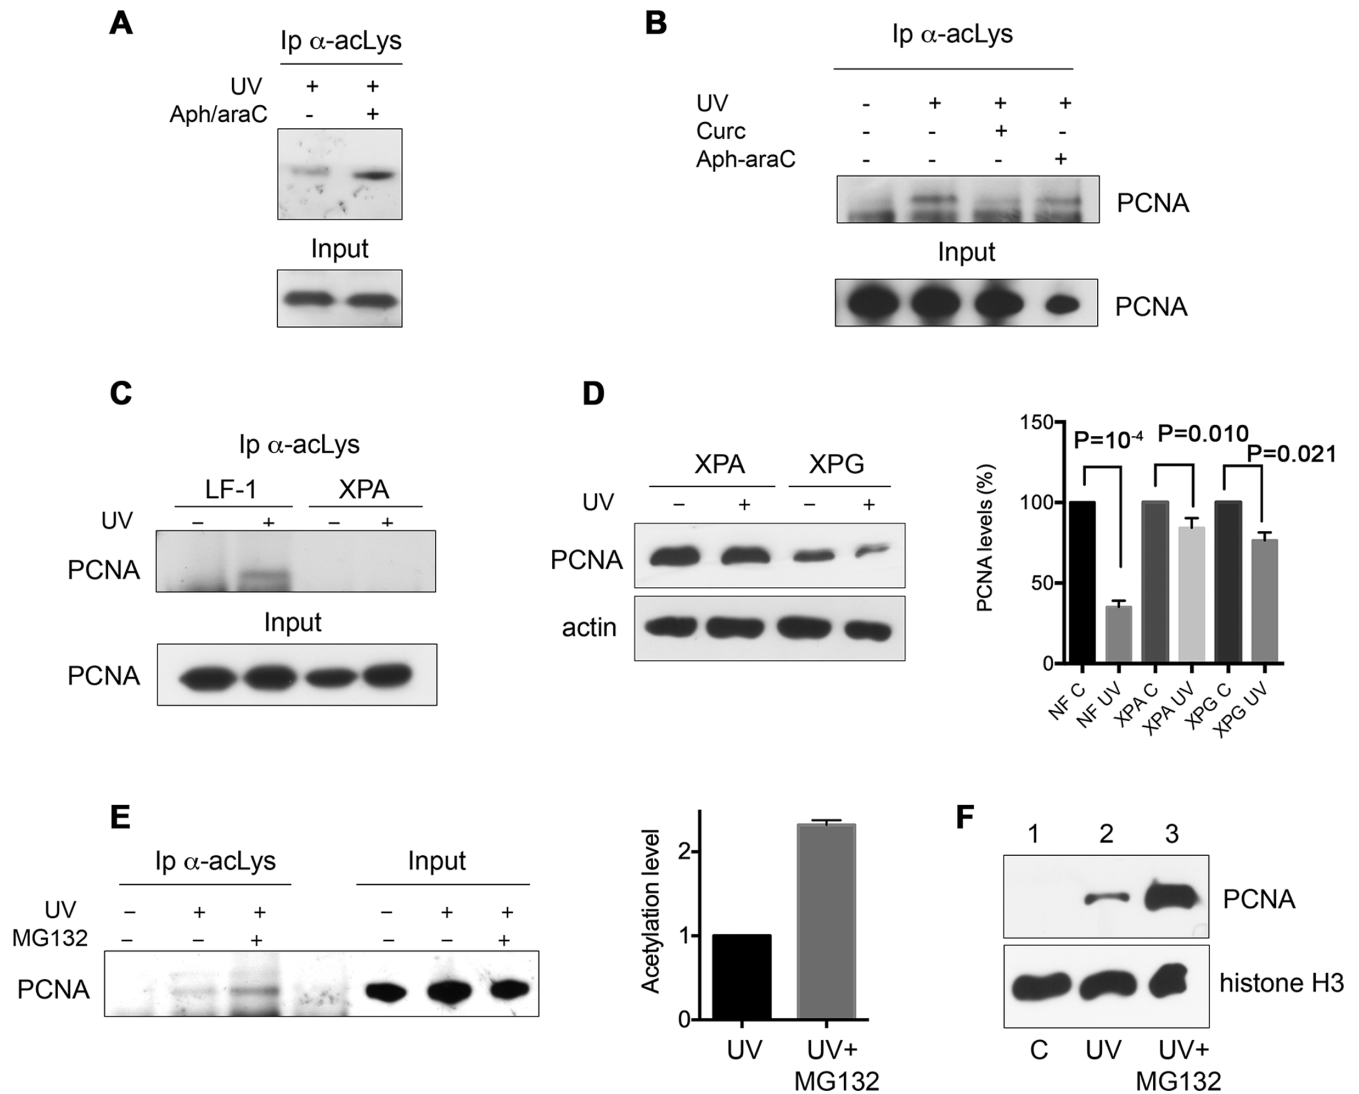 A
Ip α-acLys
UV + +
Aph/araC - +
Input
B
Ip α-acLys
UV - + + +
Curc - - + -
Aph-araC - - - +
PCNA
Input
PCNA
C
Ip α-acLys
LF-1 XPA
UV − + − +
PCNA
Input
PCNA
D
XPA XPG
UV − + − +
PCNA
actin
PCNA levels (%)
150
100
50
0
P=10-4
P=0.010
P=0.021
NF C
NF UV
XPA C
XPA UV
XPG C
XPG UV
E
Ip α-acLys Input
UV − + + − + +
MG132 − − + − − +
PCNA
Acetylation level
2
1
0
UV UV+
MG132
F
1 2 3
PCNA
histone H3
C UV UV+
MG132